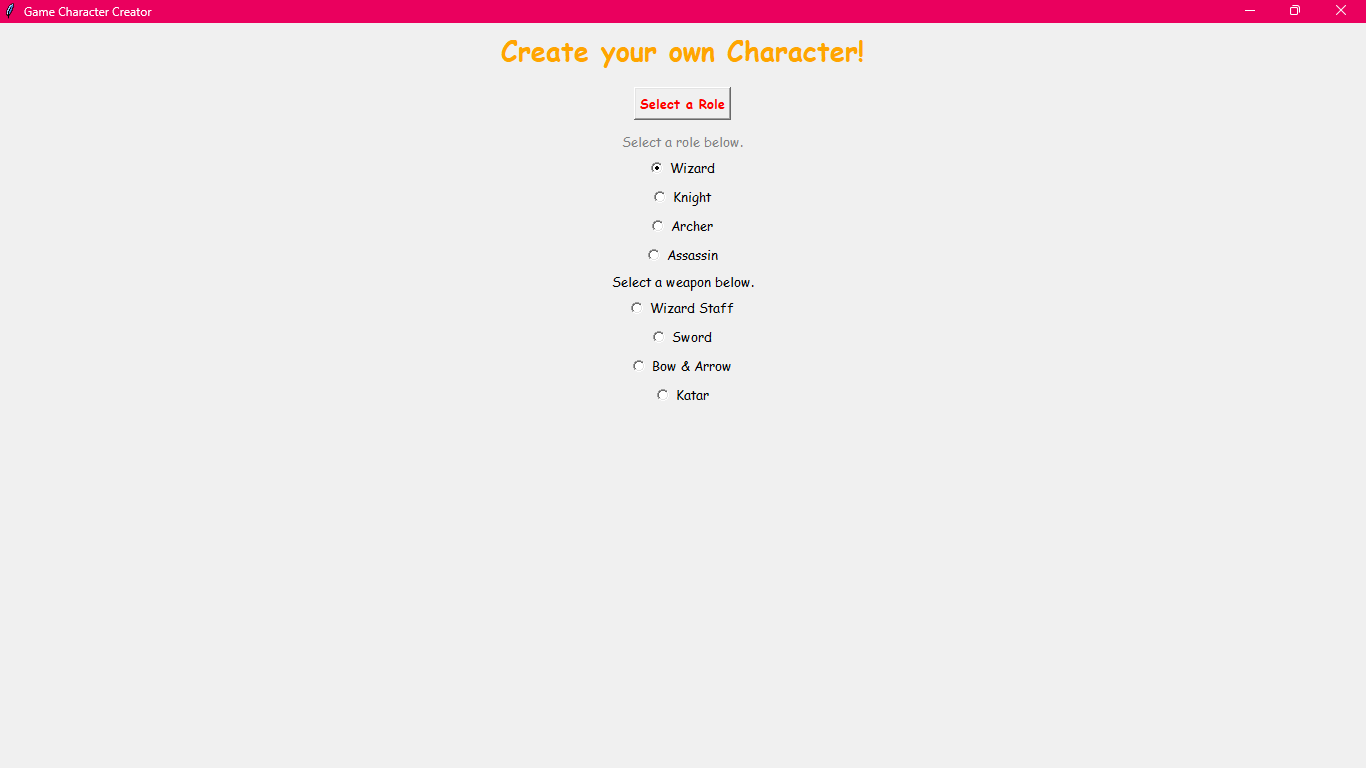 Game Character Creator
Create your own Character!
Select a Role
Select a role below.
Wizard
Knight
Archer
Assassin
Select a weapon below.
Wizard Staff
Sword
Bow & Arrow
Katar